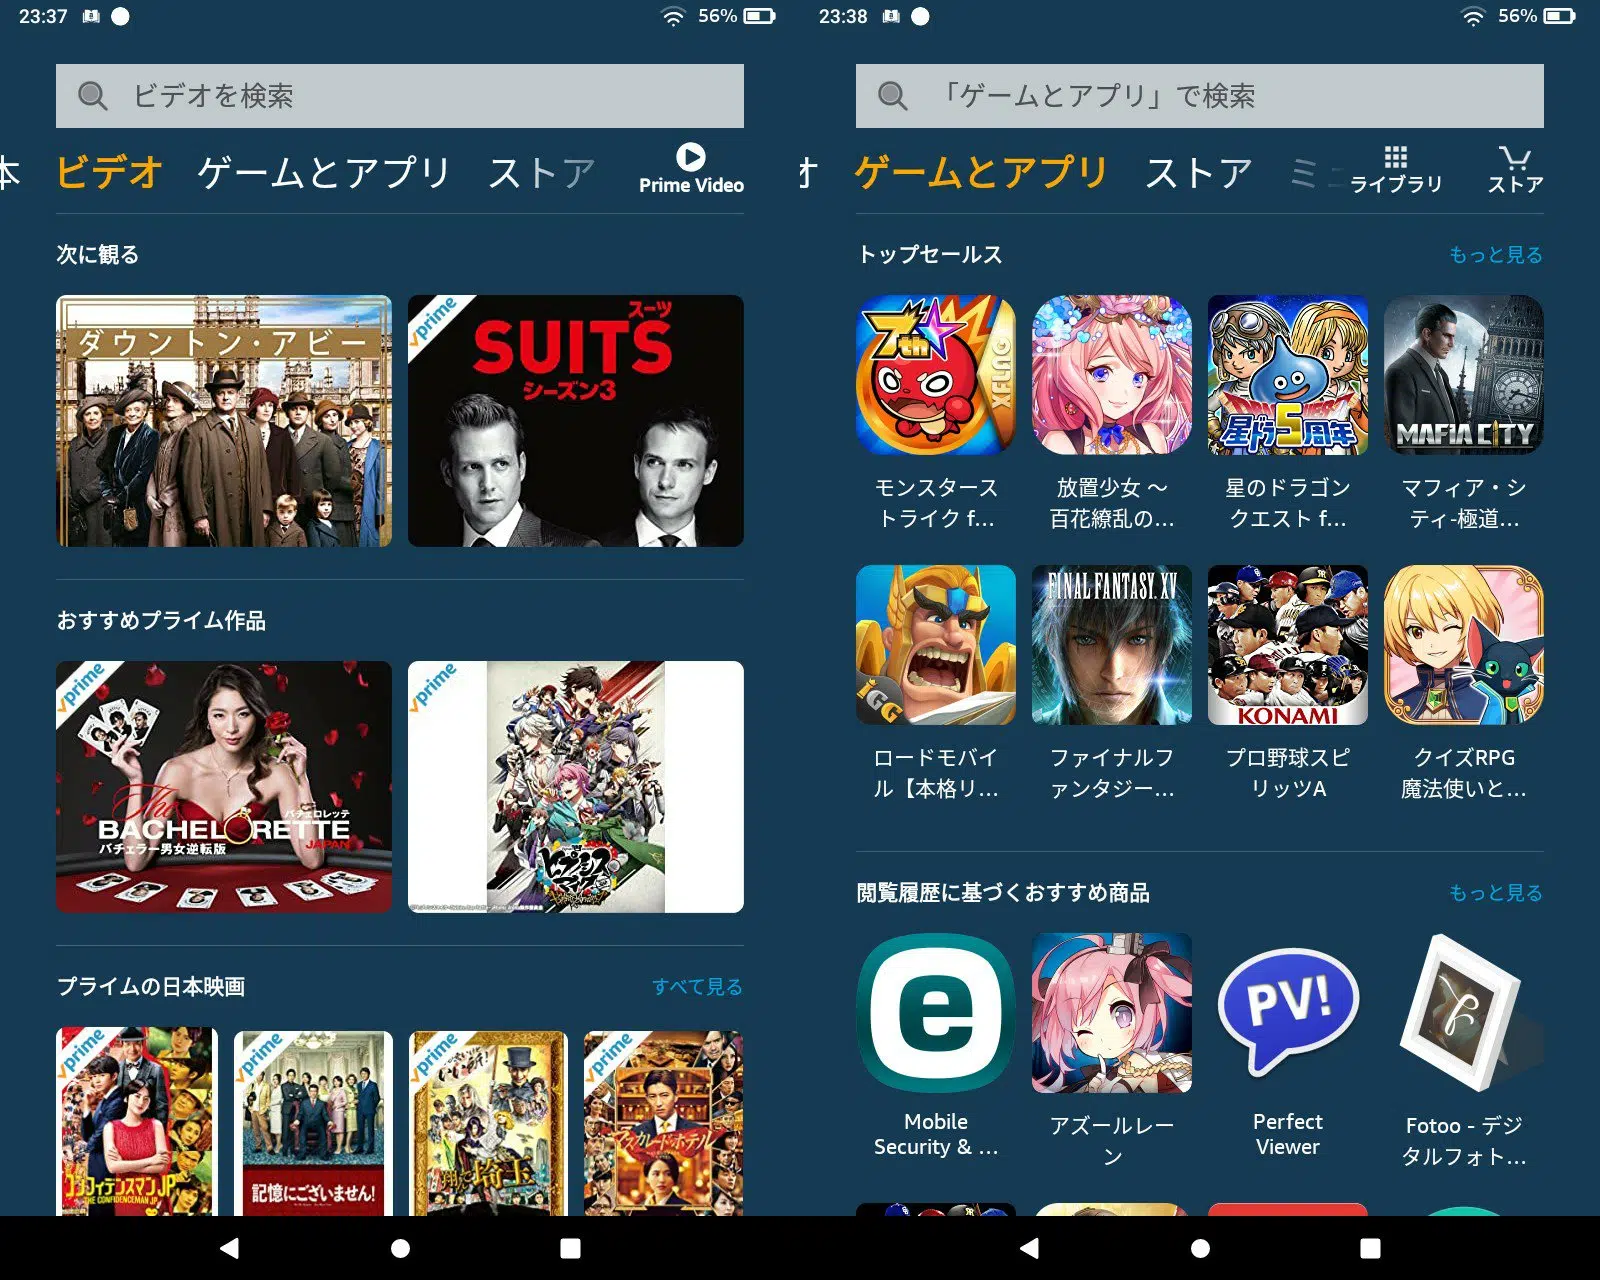 23:37
56%
ビデオを検索
本 ビデオ ゲームとアプリ ストア
Prime Video
次に観る
ダウントン・アビー
prime
スーツ
SUITS
シーズン3
おすすめプライム作品
prime
The
バチェロレッテ
BACHELORETTE
JAPAN
バチェラー男女逆転版
prime
ヒプノシスマイク
プライムの日本映画
すべて見る
prime
コンフィデンスマンJP
THE CONFIDENCEMAN JP
prime
記憶にございません!
prime
翔んで埼玉
prime
マスカレード・ホテル
23:38
56%
「ゲームとアプリ」で検索
オ ゲームとアプリ ストア ミュ
ライブラリ
ストア
トップセールス
もっと見る
7th
XFLAG
星ドラ5周年
MAFIA CITY
モンスタース
トライク f...
放置少女 〜
百花繚乱の...
星のドラゴン
クエスト f...
マフィア・シ
ティ-極道...
IGG
FINAL FANTASY XV
KONAMI
ロードモバイ
ル【本格リ...
ファイナルフ
ァンタジー...
プロ野球スピ
リッツA
クイズRPG
魔法使いと...
閲覧履歴に基づくおすすめ商品
もっと見る
e
PV!
Mobile
Security & ...
アズールレー
ン
Perfect
Viewer
Fotoo - デジ
タルフォト...